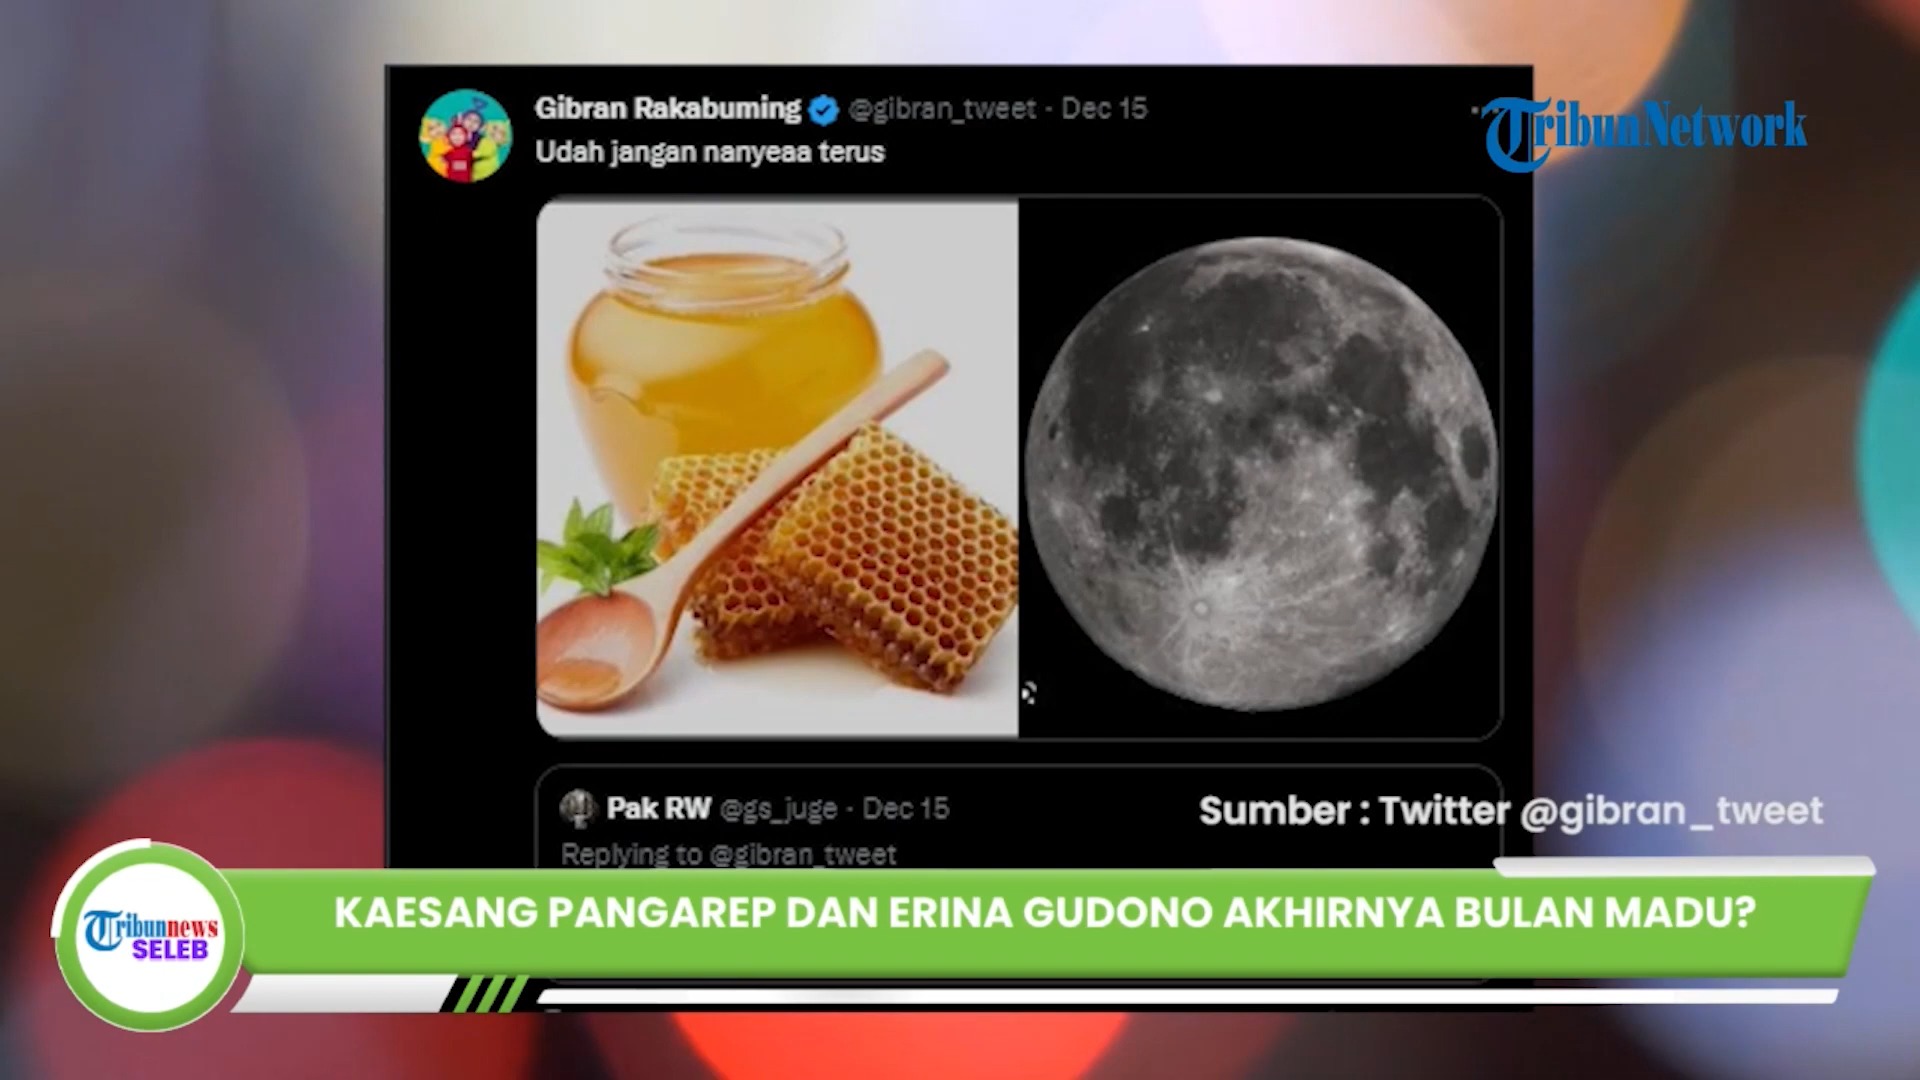 Gibran Rakabuming @gibran_tweet · Dec 15
Udah jangan nanyeaa terus
TribunNetwork
Pak RW @gs_juge · Dec 15
Replying to @gibran_tweet
Sumber : Twitter @gibran_tweet
KAESANG PANGAREP DAN ERINA GUDONO AKHIRNYA BULAN MADU?
Tribunnews
SELEB